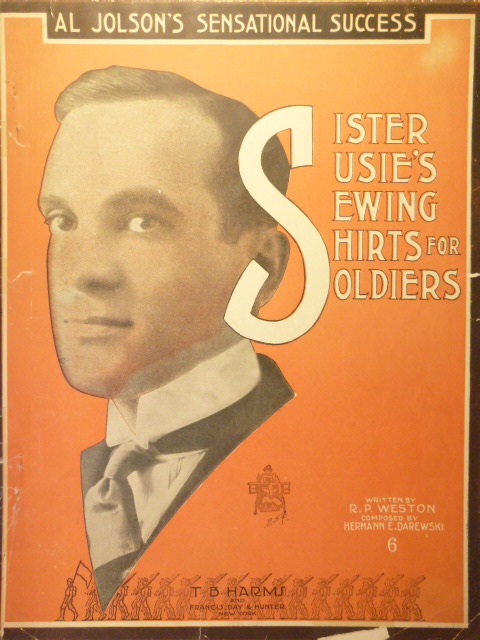 AL JOLSON'S SENSATIONAL SUCCESS
SISTER
SUSIE'S
SEWING
SHIRTS FOR
SOLDIERS
WRITTEN BY
R. P. WESTON
COMPOSED BY
HERMANN E. DAREWSKI
6
T. B. HARMS
AND
FRANCIS, DAY & HUNTER
NEW YORK